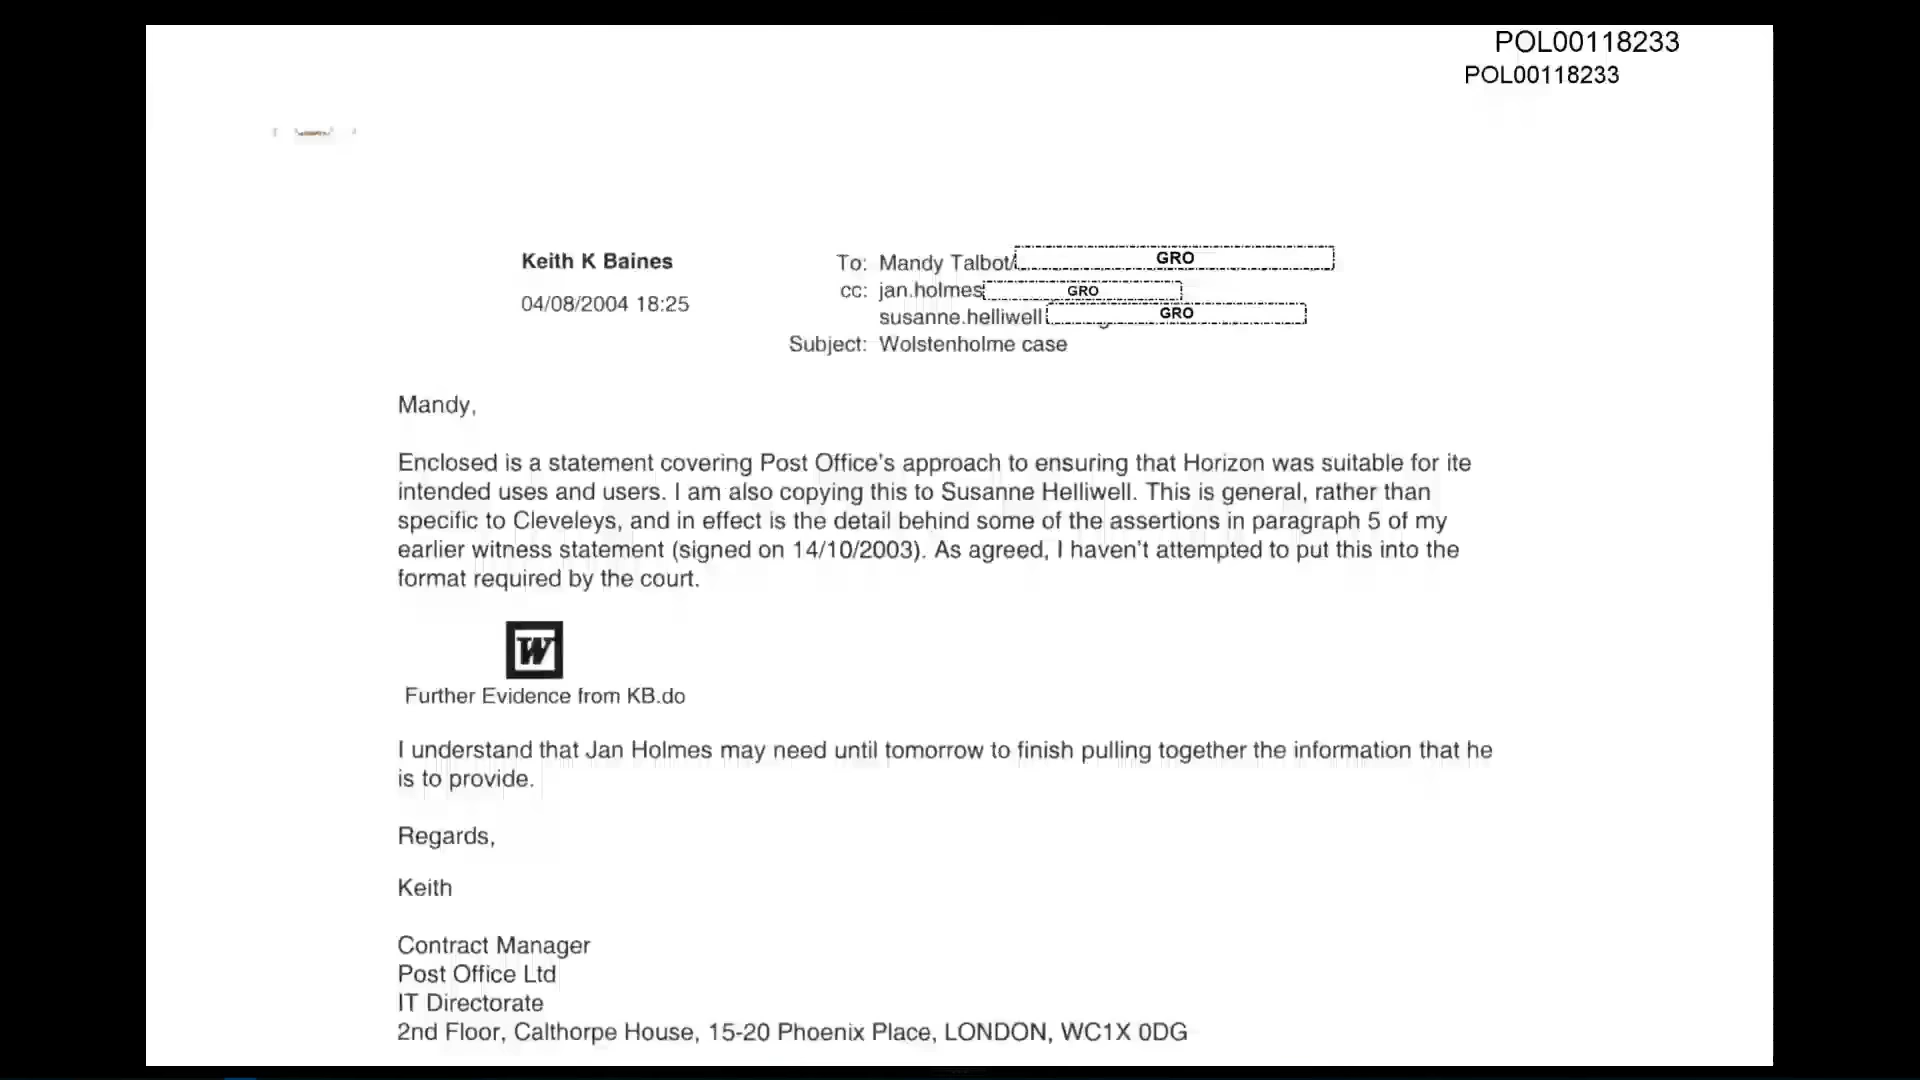 POL00118233
POL00118233
Keith K Baines
04/08/2004 18:25
To: Mandy Talbot/ GRO
cc: jan.holmes GRO
susanne.helliwell GRO
Subject: Wolstenholme case
Mandy,
Enclosed is a statement covering Post Office's approach to ensuring that Horizon was suitable for ite
intended uses and users. I am also copying this to Susanne Helliwell. This is general, rather than
specific to Cleveleys, and in effect is the detail behind some of the assertions in paragraph 5 of my
earlier witness statement (signed on 14/10/2003). As agreed, I haven't attempted to put this into the
format required by the court.
W
Further Evidence from KB.do
I understand that Jan Holmes may need until tomorrow to finish pulling together the information that he
is to provide.
Regards,
Keith
Contract Manager
Post Office Ltd
IT Directorate
2nd Floor, Calthorpe House, 15-20 Phoenix Place, LONDON, WC1X 0DG